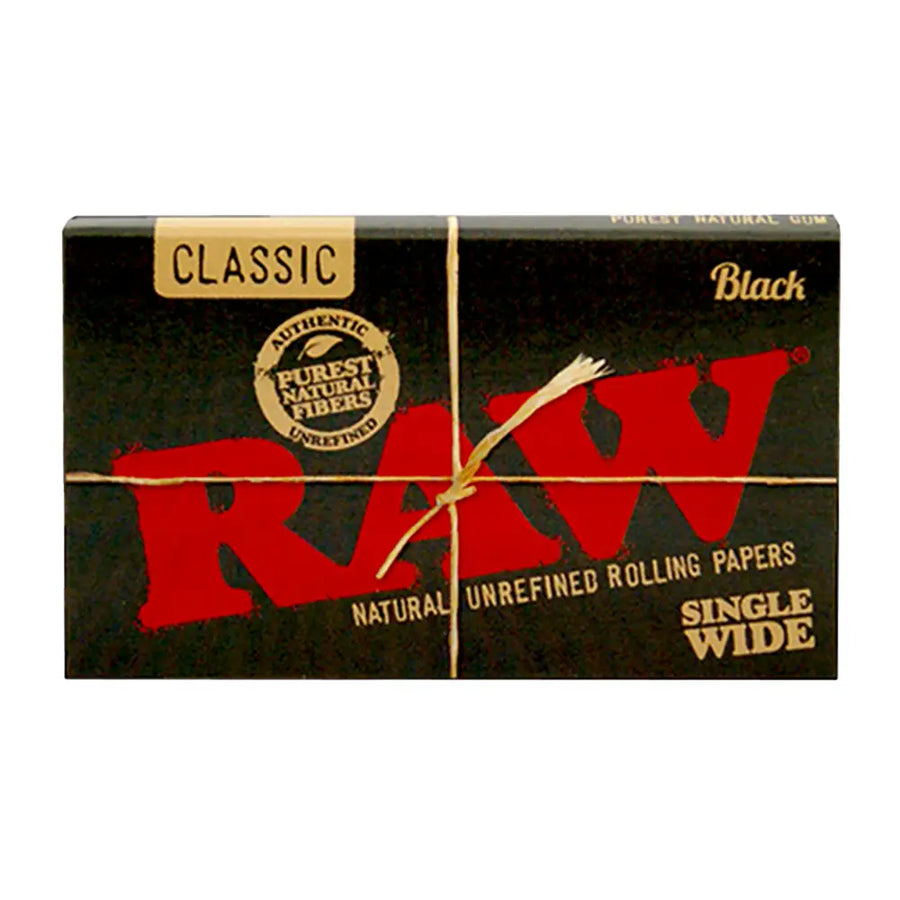 PUREST NATURAL GUM
CLASSIC
Black
AUTHENTIC
PUREST
NATURAL
FIBERS
UNREFINED
RAW®
NATURAL UNREFINED ROLLING PAPERS
SINGLE
WIDE